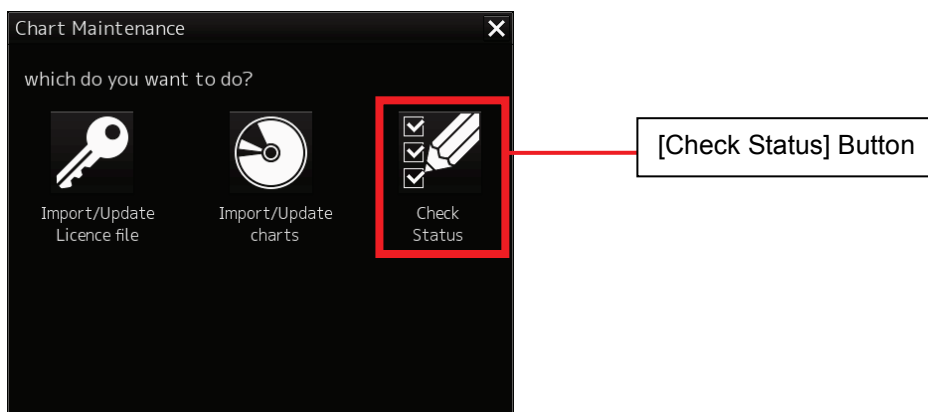 Chart Maintenance
which do you want to do?
Import/Update
Licence file
Import/Update
charts
Check
Status
[Check Status] Button